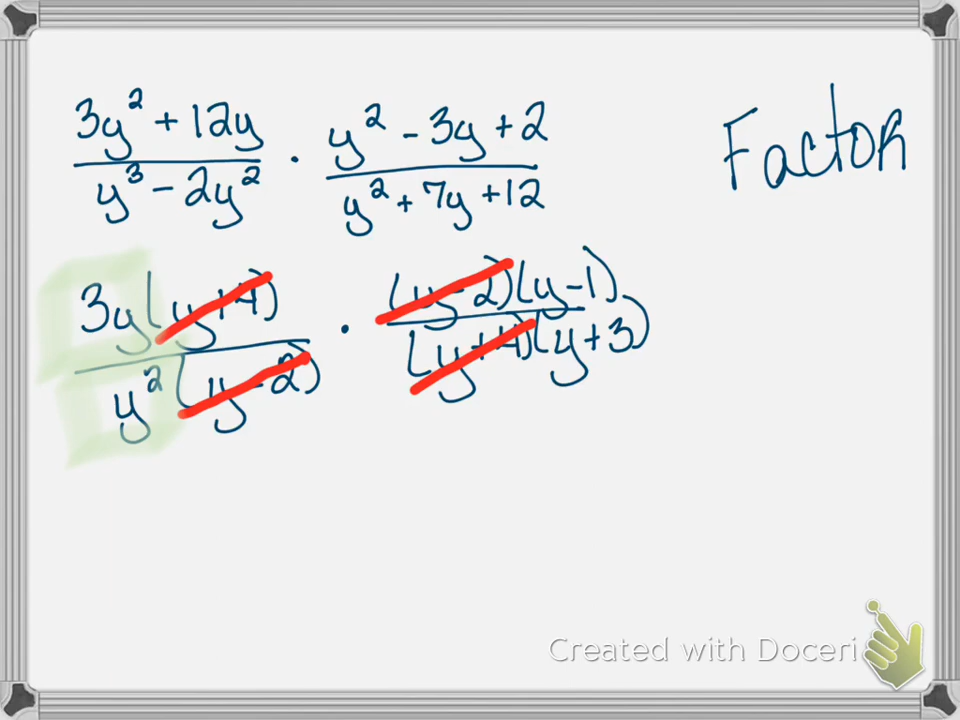 3y² + 12y / y³ - 2y² · y² - 3y + 2 / y² + 7y + 12
Factor
3y(y+4) / y²(y-2) · (y-2)(y-1) / (y+4)(y+3)
Created with Doceri